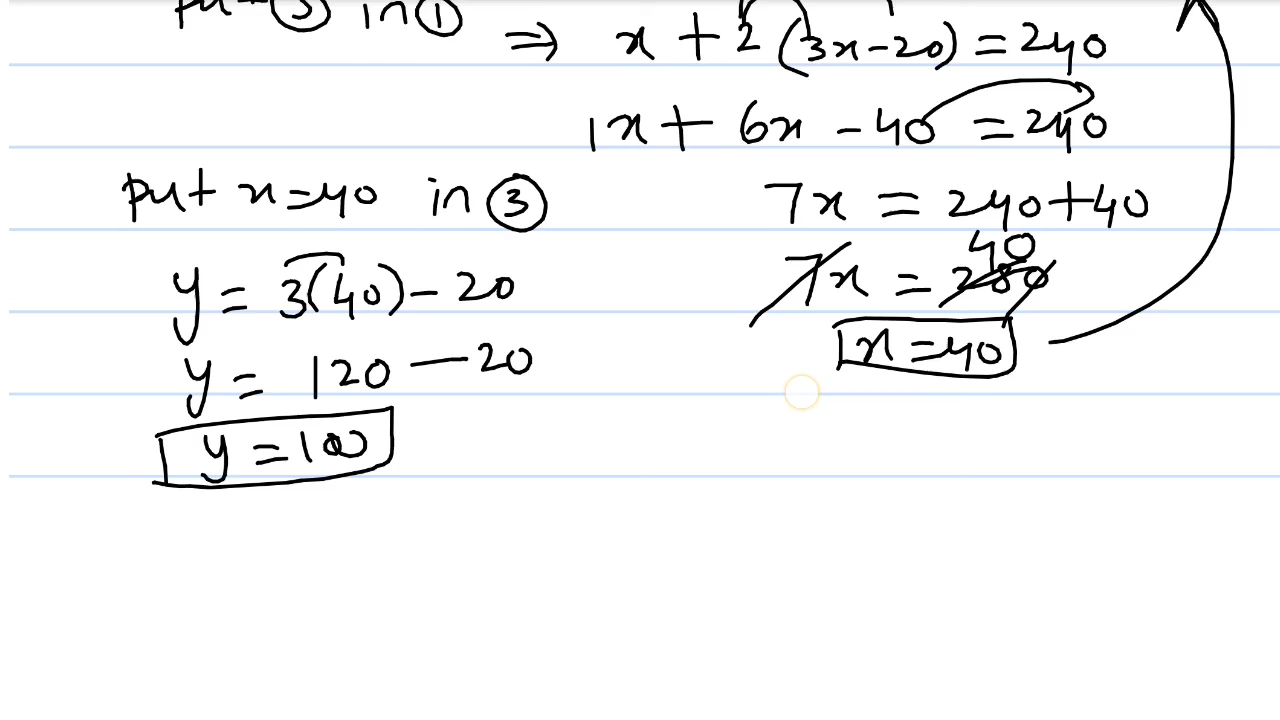 put ③ in ①
⇒ x + 2 (3x - 20) = 240
1x + 6x - 40 = 240
7x = 240 + 40
40
7x = 280
x = 40
put x = 40 in ③
y = 3(40) - 20
y = 120 - 20
y = 100